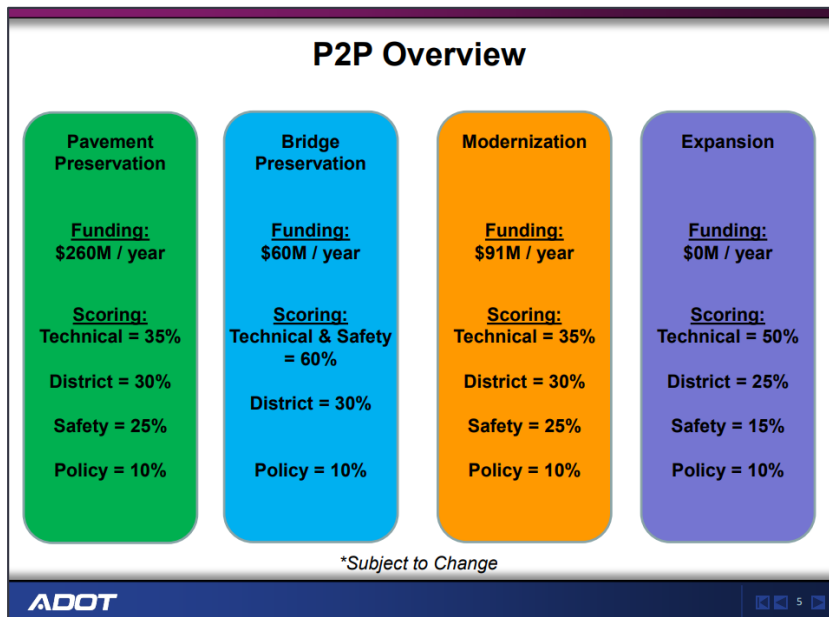 P2P Overview
Pavement
Preservation
Funding:
$260M / year
Scoring:
Technical = 35%
District = 30%
Safety = 25%
Policy = 10%
Bridge
Preservation
Funding:
$60M / year
Scoring:
Technical & Safety
= 60%
District = 30%
Policy = 10%
Modernization
Funding:
$91M / year
Scoring:
Technical = 35%
District = 30%
Safety = 25%
Policy = 10%
Expansion
Funding:
$0M / year
Scoring:
Technical = 50%
District = 25%
Safety = 15%
Policy = 10%
*Subject to Change
ADOT
5